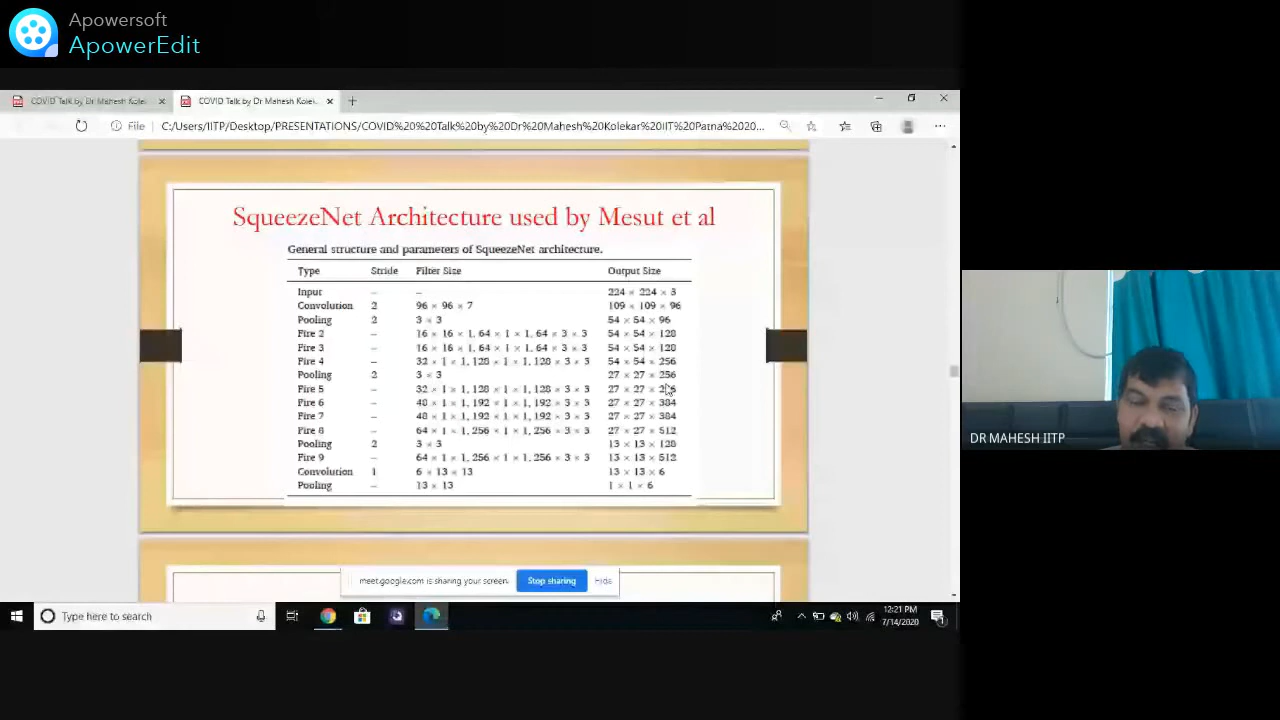 Apowersoft
ApowerEdit
COVID Talk by Dr Mahesh Kolek
COVID Talk by Dr Mahesh Kolek...
File
C:/Users/IITP/Desktop/PRESENTATIONS/COVID%20%20Talk%20by%20Dr%20Mahesh%20Kolekar%20IIT%20Patna%2020...
SqueezeNet Architecture used by Mesut et al
General structure and parameters of SqueezeNet architecture.
Type Stride Filter Size Output Size
Input – – 224 × 224 × 3
Convolution 2 96 × 96 × 7 109 × 109 × 96
Pooling 2 3 × 3 54 × 54 × 96
Fire 2 – 16 × 16 × 1, 64 × 1 × 1, 64 × 3 × 3 54 × 54 × 128
Fire 3 – 16 × 16 × 1, 64 × 1 × 1, 64 × 3 × 3 54 × 54 × 128
Fire 4 – 32 × 1 × 1, 128 × 1 × 1, 128 × 3 × 3 54 × 54 × 256
Pooling 2 3 × 3 27 × 27 × 256
Fire 5 – 32 × 1 × 1, 128 × 1 × 1, 128 × 3 × 3 27 × 27 × 256
Fire 6 – 48 × 1 × 1, 192 × 1 × 1, 192 × 3 × 3 27 × 27 × 384
Fire 7 – 48 × 1 × 1, 192 × 1 × 1, 192 × 3 × 3 27 × 27 × 384
Fire 8 – 64 × 1 × 1, 256 × 1 × 1, 256 × 3 × 3 27 × 27 × 512
Pooling 2 3 × 3 13 × 13 × 128
Fire 9 – 64 × 1 × 1, 256 × 1 × 1, 256 × 3 × 3 13 × 13 × 512
Convolution 1 6 × 13 × 13 13 × 13 × 6
Pooling – 13 × 13 1 × 1 × 6
DR MAHESH IITP
meet.google.com is sharing your screen.
Stop sharing
Hide
Type here to search
12:21 PM
7/14/2020